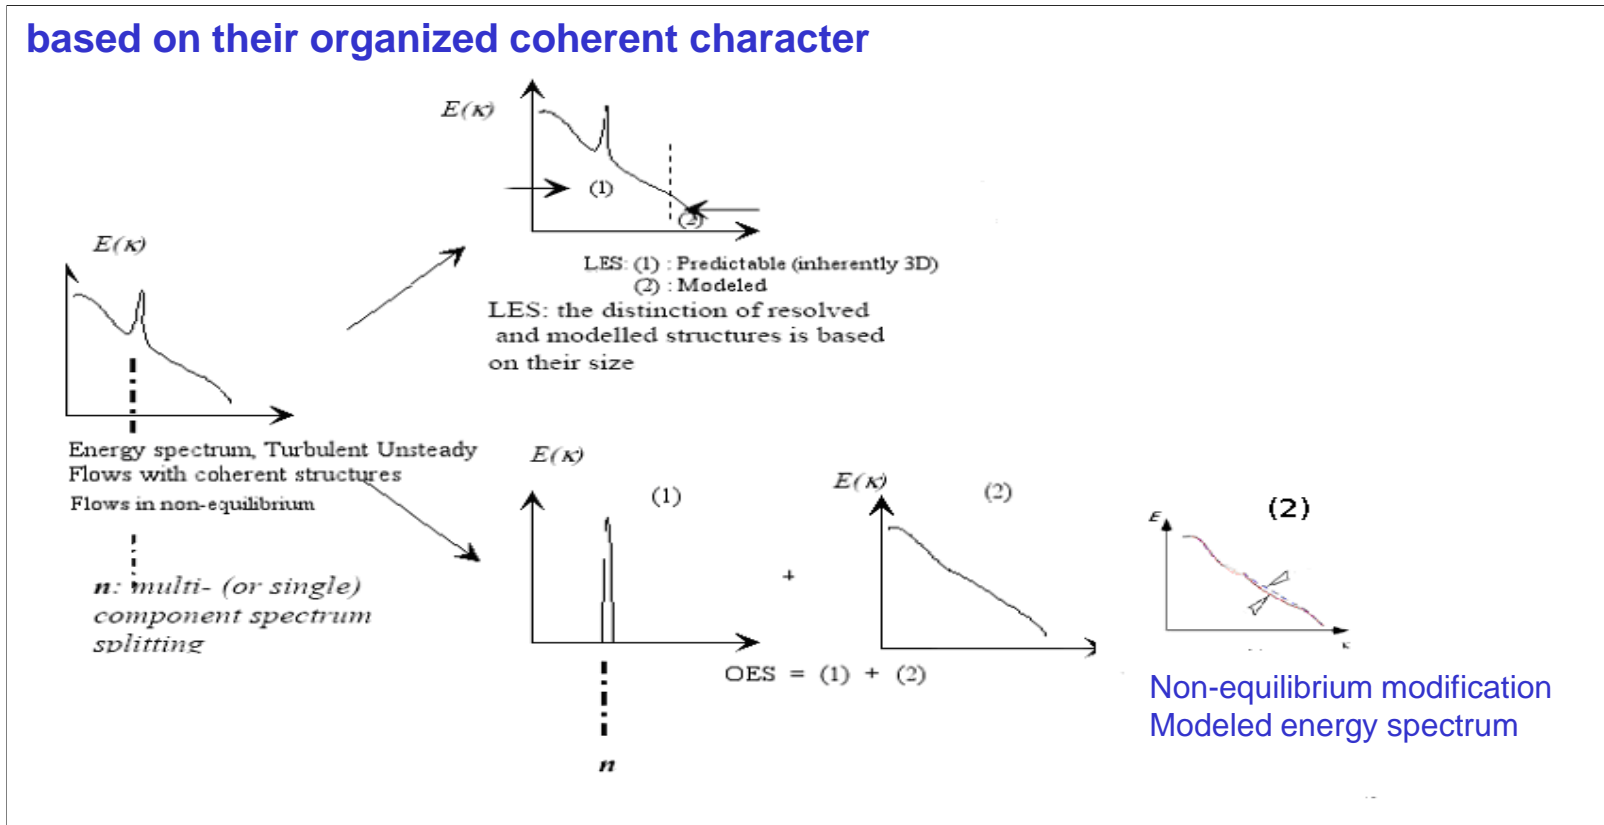 based on their organized coherent character
E(κ)
(1)
(2)
LES: (1) : Predictable (inherently 3D)
(2) : Modeled
LES: the distinction of resolved
and modelled structures is based
on their size
E(κ)
Energy spectrum, Turbulent Unsteady
Flows with coherent structures
Flows in non-equilibrium
n: multi- (or single)
component spectrum
splitting
E(κ)
(1)
n
+
E(κ)
(2)
OES = (1) + (2)
E
(2)
κ
Non-equilibrium modification
Modeled energy spectrum